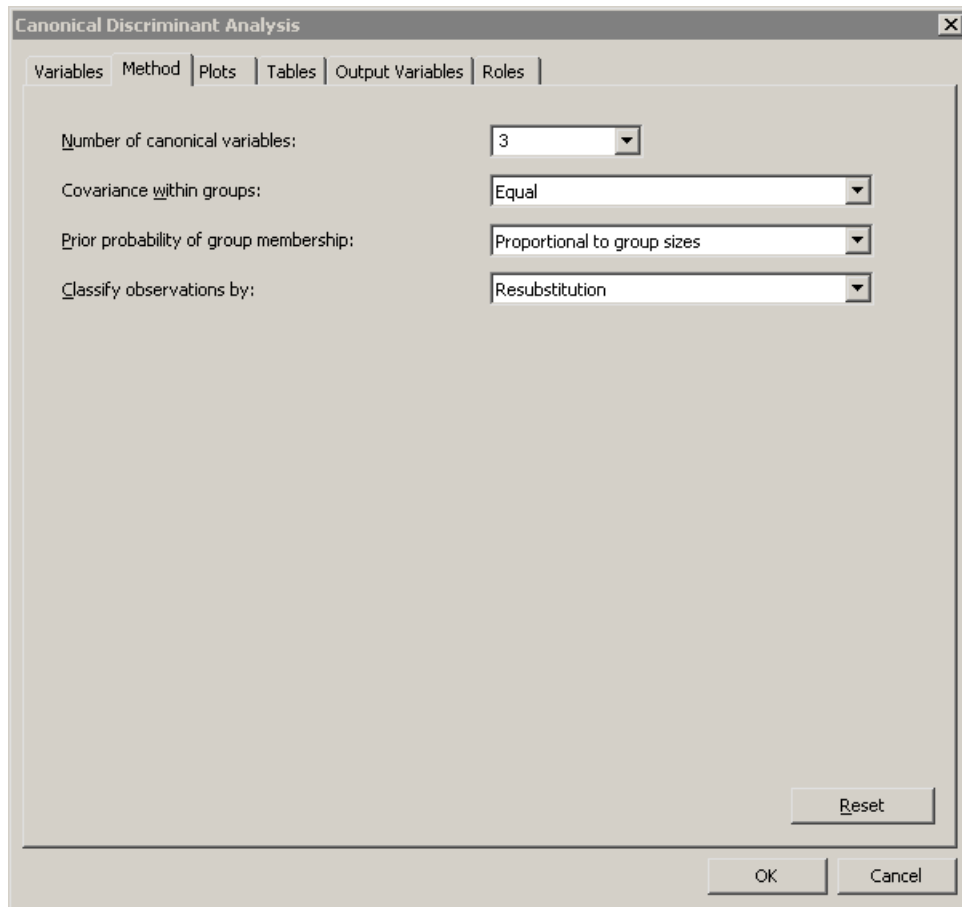 Canonical Discriminant Analysis
Variables Method Plots Tables Output Variables Roles
Number of canonical variables: 3
Covariance within groups: Equal
Prior probability of group membership: Proportional to group sizes
Classify observations by: Resubstitution
Reset
OK Cancel